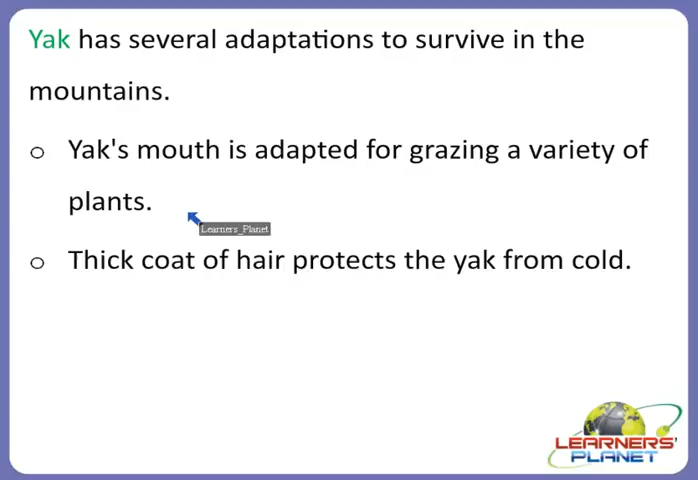 Yak has several adaptations to survive in the
mountains.
o Yak's mouth is adapted for grazing a variety of
plants.
Learners_Planet
o Thick coat of hair protects the yak from cold.
LEARNERS'
PLANET